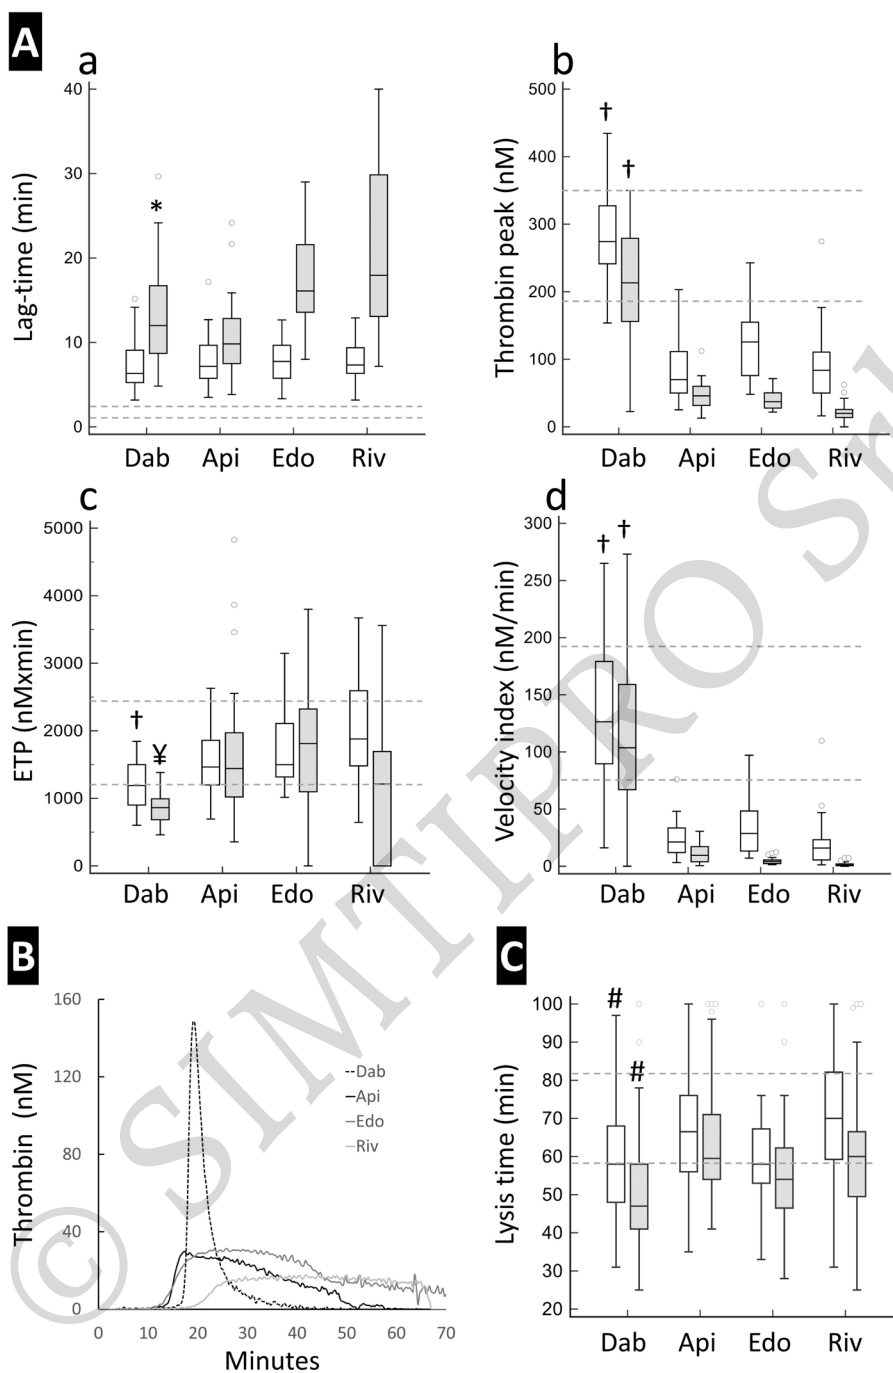 A
a
Lag-time (min)
40
30
20
10
0
Dab Api Edo Riv
*
b
Thrombin peak (nM)
500
400
300
200
100
0
Dab Api Edo Riv
†
†
c
ETP (nMxmin)
5000
4000
3000
2000
1000
0
Dab Api Edo Riv
†
¥
d
Velocity index (nM/min)
300
250
200
150
100
50
0
Dab Api Edo Riv
†
†
B
Thrombin (nM)
160
120
80
40
0
0 10 20 30 40 50 60 70
Minutes
Dab
Api
Edo
Riv
C
Lysis time (min)
100
90
80
70
60
50
40
30
20
Dab Api Edo Riv
#
#
© SIMTIPRO Srl